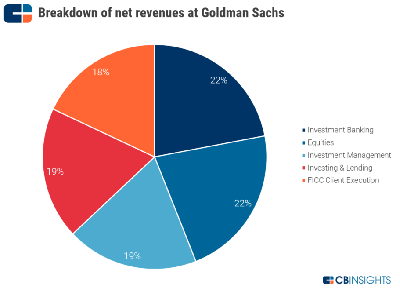 Breakdown of net revenues at Goldman Sachs
18%
22%
19%
22%
19%
Investment Banking
Equities
Investment Management
Investing & Lending
FICC Client Execution
CBINSIGHTS